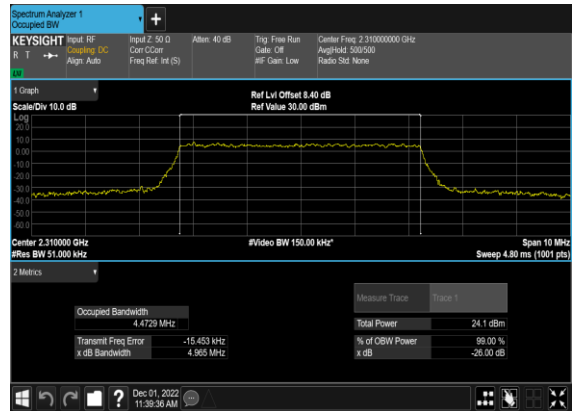 Spectrum Analyzer 1
Occupied BW
+
KEYSIGHT
R T
LV
Input: RF
Coupling: DC
Align: Auto
Input Z: 50 Ω
Corr CCorr
Freq Ref: Int (S)
Atten: 40 dB
Trig: Free Run
Gate: Off
#IF Gain: Low
Center Freq: 2.310000000 GHz
Avg|Hold: 500/500
Radio Std: None
1 Graph
Scale/Div 10.0 dB
Ref Lvl Offset 8.40 dB
Ref Value 30.00 dBm
Log
20.0
10.0
0.00
-10.0
-20.0
-30.0
-40.0
-50.0
-60.0
Center 2.310000 GHz
#Video BW 150.00 kHz*
Span 10 MHz
#Res BW 51.000 kHz
Sweep 4.80 ms (1001 pts)
2 Metrics
Measure Trace Trace 1
Occupied Bandwidth
4.4729 MHz
Total Power 24.1 dBm
Transmit Freq Error -15.453 kHz
% of OBW Power 99.00 %
x dB Bandwidth 4.965 MHz
x dB -26.00 dB
?
Dec 01, 2022
11:39:36 AM